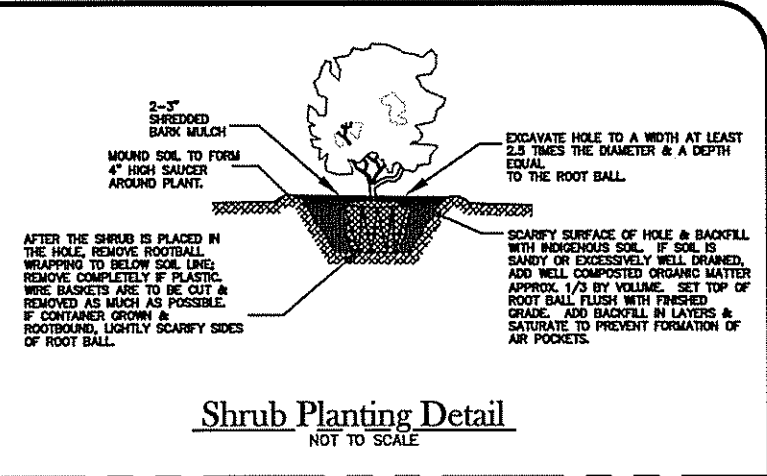 2-3"
SHREDDED
BARK MULCH
MOUND SOIL TO FORM
4" HIGH SAUCER
AROUND PLANT.
AFTER THE SHRUB IS PLACED IN
THE HOLE, REMOVE ROOTBALL
WRAPPING TO BELOW SOIL LINE;
REMOVE COMPLETELY IF PLASTIC.
WIRE BASKETS ARE TO BE CUT &
REMOVED AS MUCH AS POSSIBLE.
IF CONTAINER GROWN &
ROOTBOUND, LIGHTLY SCARIFY SIDES
OF ROOT BALL.
EXCAVATE HOLE TO A WIDTH AT LEAST
2.5 TIMES THE DIAMETER & A DEPTH
EQUAL
TO THE ROOT BALL.
SCARIFY SURFACE OF HOLE & BACKFILL
WITH INDIGENOUS SOIL. IF SOIL IS
SANDY OR EXCESSIVELY WELL DRAINED,
ADD WELL COMPOSTED ORGANIC MATTER
APPROX. 1/3 BY VOLUME. SET TOP OF
ROOT BALL FLUSH WITH FINISHED
GRADE. ADD BACKFILL IN LAYERS &
SATURATE TO PREVENT FORMATION OF
AIR POCKETS.
Shrub Planting Detail
NOT TO SCALE